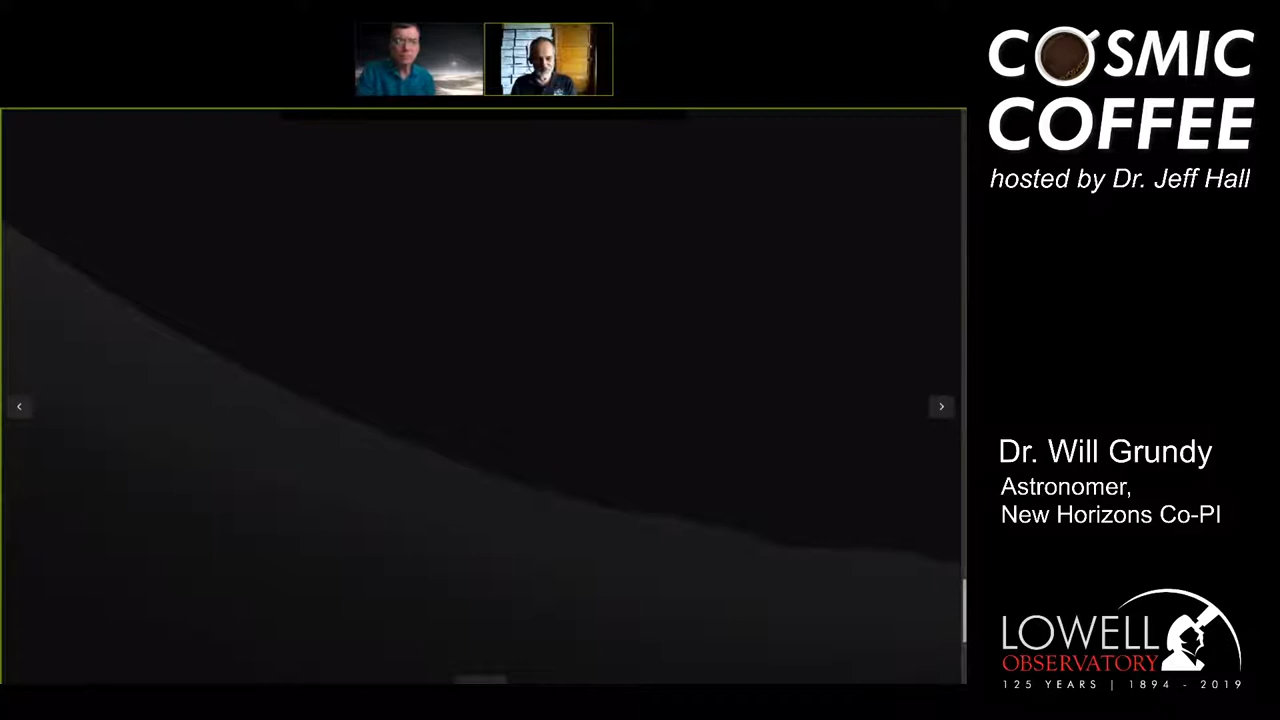 COSMIC
COFFEE
hosted by Dr. Jeff Hall
Dr. Will Grundy
Astronomer,
New Horizons Co-PI
LOWELL
OBSERVATORY
125 YEARS | 1894 - 2019